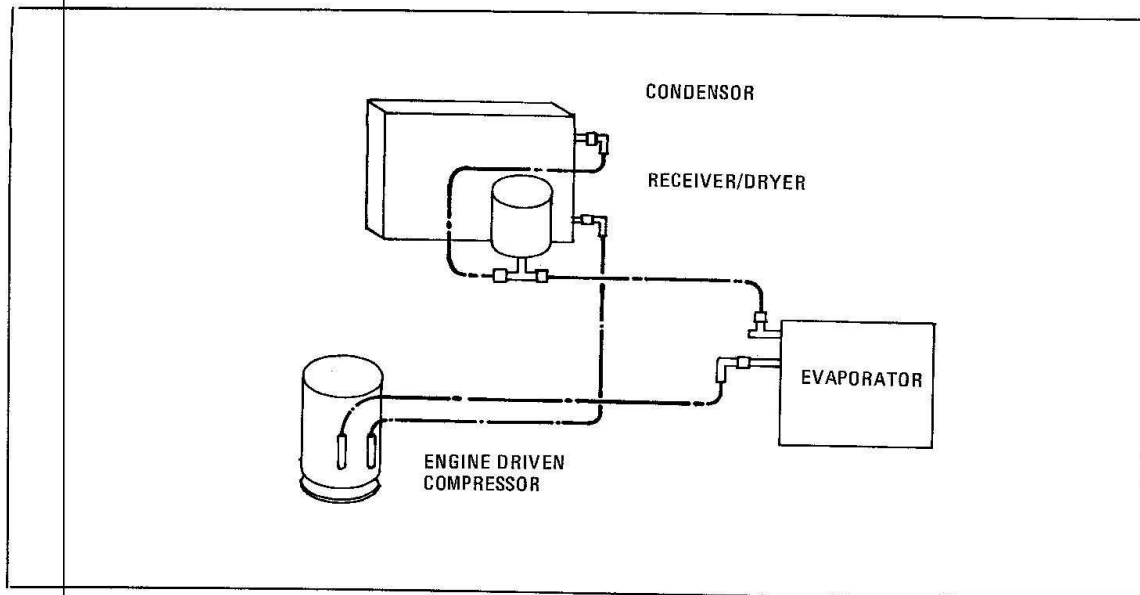 CONDENSOR
RECEIVER/DRYER
EVAPORATOR
ENGINE DRIVEN
COMPRESSOR